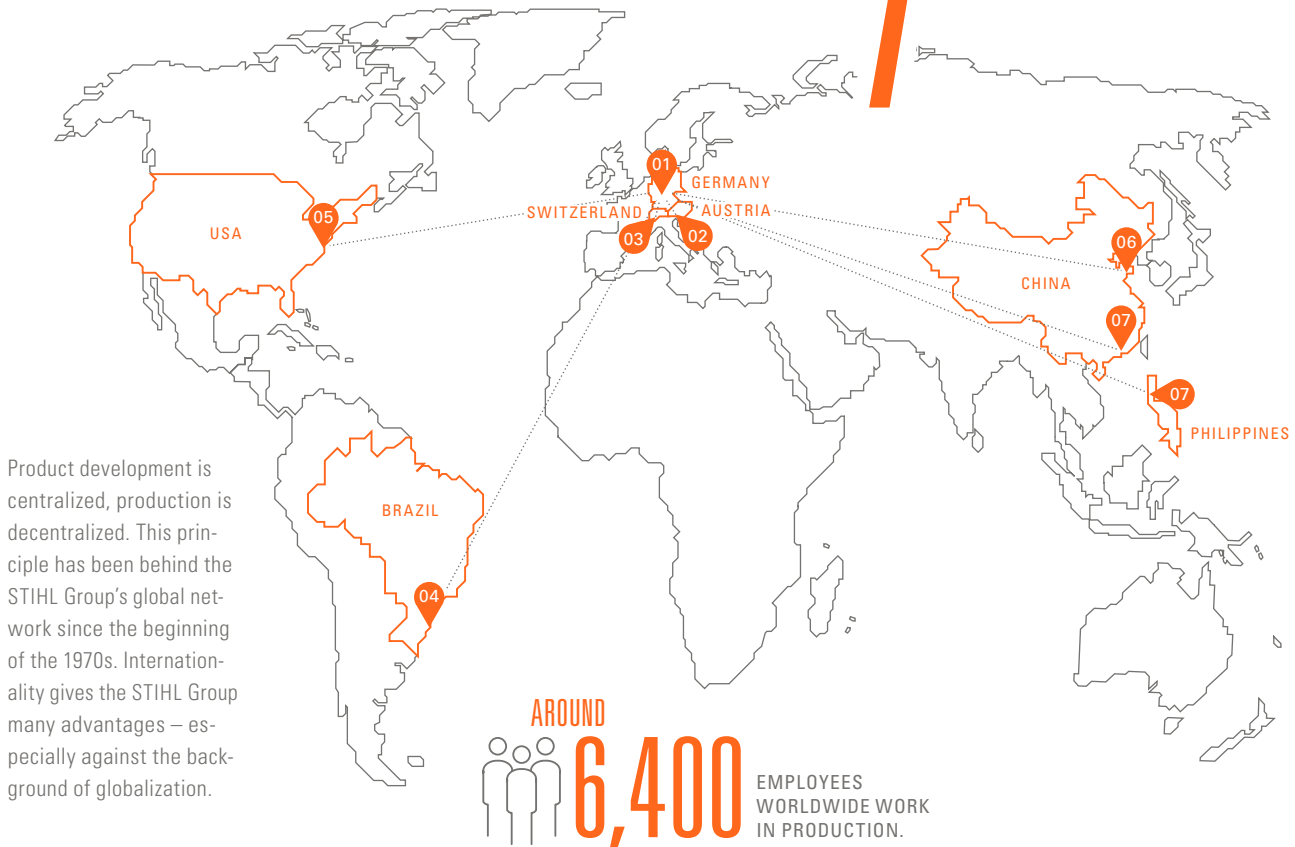 01
GERMANY
SWITZERLAND
AUSTRIA
05
USA
03
02
06
CHINA
07
07
PHILIPPINES
Product development is
centralized, production is
decentralized. This prin-
ciple has been behind the
STIHL Group's global net-
work since the beginning
of the 1970s. Internation-
ality gives the STIHL Group
many advantages – es-
pecially against the back-
ground of globalization.
BRAZIL
04
AROUND
6,400
EMPLOYEES
WORLDWIDE WORK
IN PRODUCTION.